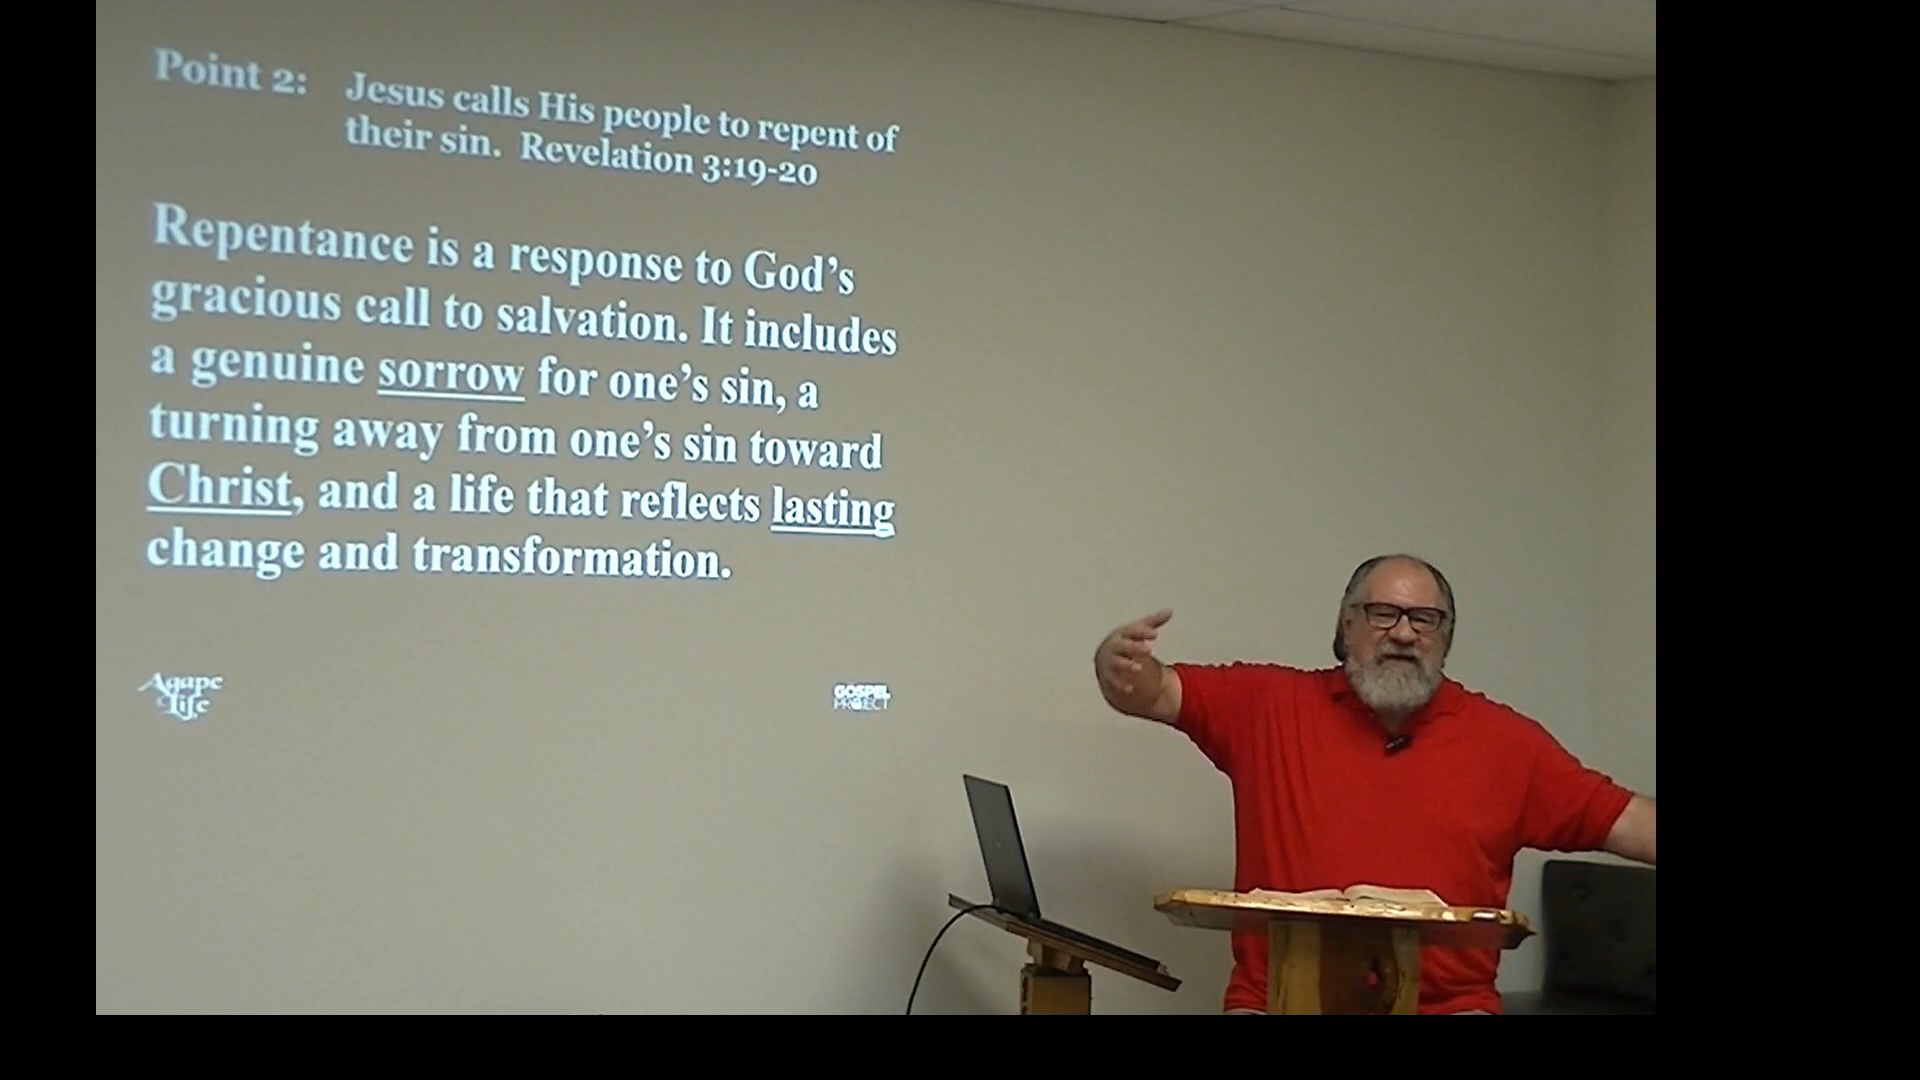 Point 2: Jesus calls His people to repent of
their sin. Revelation 3:19-20
Repentance is a response to God's
gracious call to salvation. It includes
a genuine sorrow for one's sin, a
turning away from one's sin toward
Christ, and a life that reflects lasting
change and transformation.
Agape
Life
GOSPEL
PROJECT